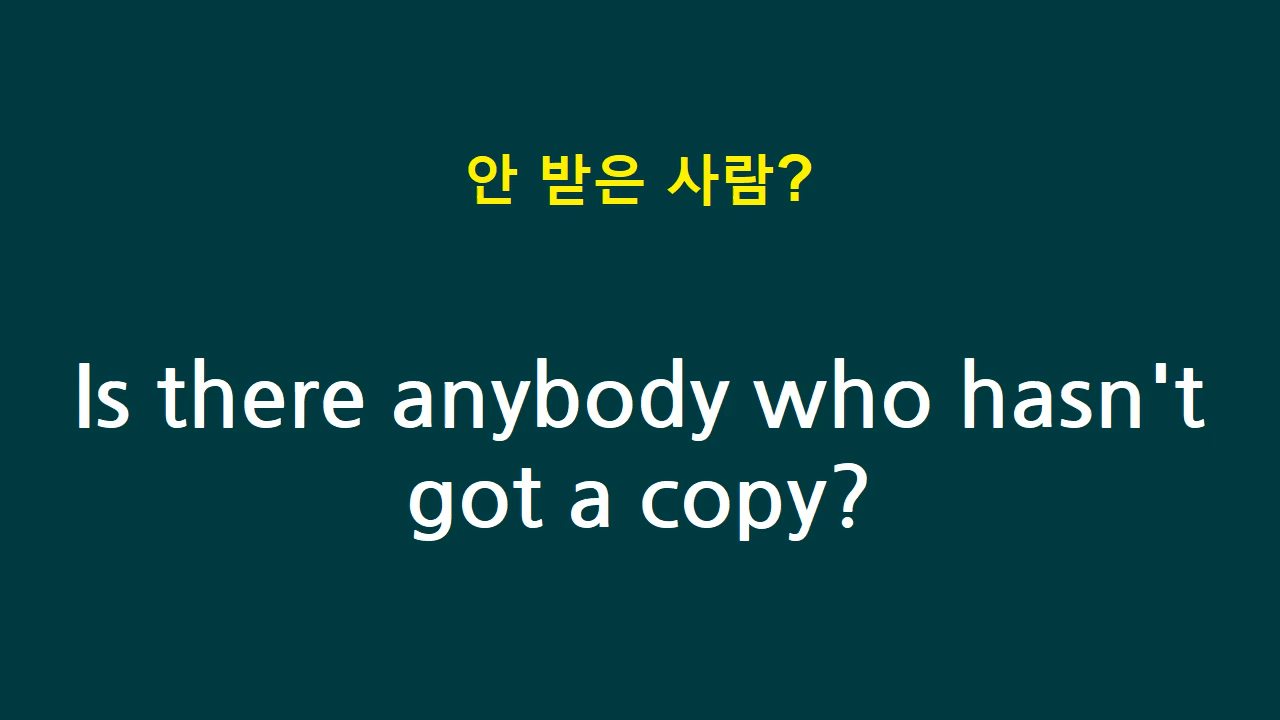 안 받은 사람?
Is there anybody who hasn't
got a copy?